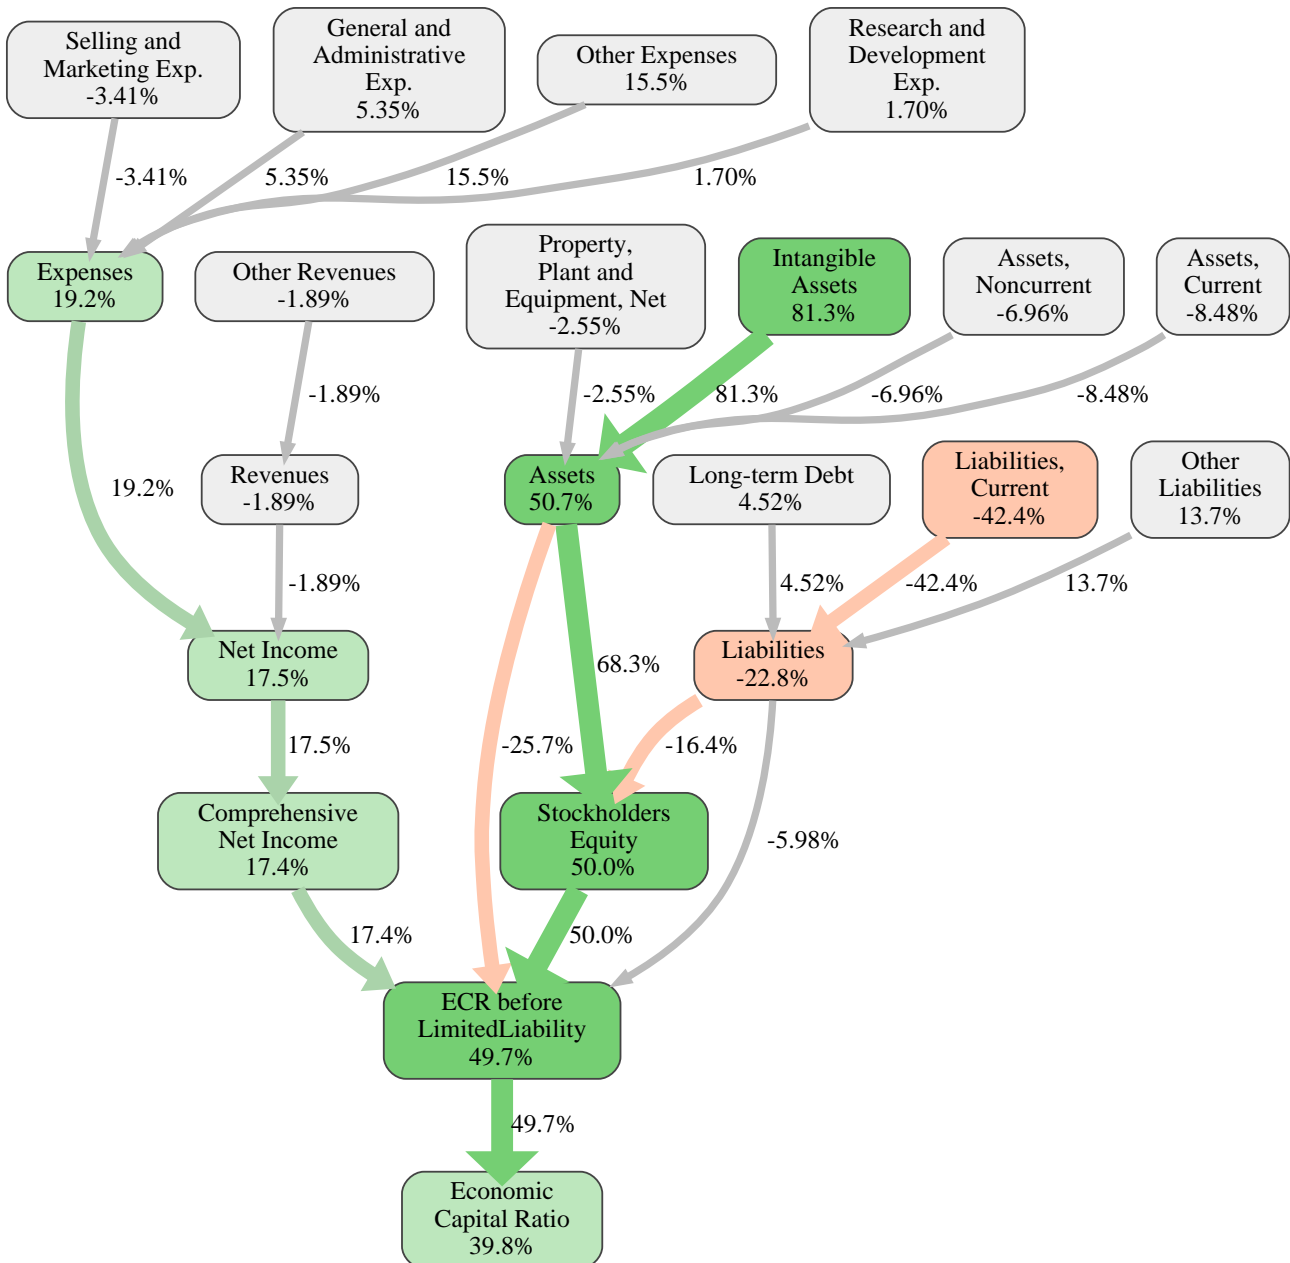 Selling and
Marketing Exp.
-3.41%
General and
Administrative
Exp.
5.35%
Other Expenses
15.5%
Research and
Development
Exp.
1.70%
-3.41%
5.35%
15.5%
1.70%
Expenses
19.2%
Other Revenues
-1.89%
Property,
Plant and
Equipment, Net
-2.55%
Intangible
Assets
81.3%
Assets,
Noncurrent
-6.96%
Assets,
Current
-8.48%
-1.89%
-2.55%
81.3%
-6.96%
-8.48%
19.2%
Revenues
-1.89%
Assets
50.7%
Long-term Debt
4.52%
Liabilities,
Current
-42.4%
Other
Liabilities
13.7%
-1.89%
4.52%
-42.4%
13.7%
Net Income
17.5%
68.3%
Liabilities
-22.8%
17.5%
-25.7%
-16.4%
Comprehensive
Net Income
17.4%
Stockholders
Equity
50.0%
-5.98%
17.4%
50.0%
ECR before
LimitedLiability
49.7%
49.7%
Economic
Capital Ratio
39.8%